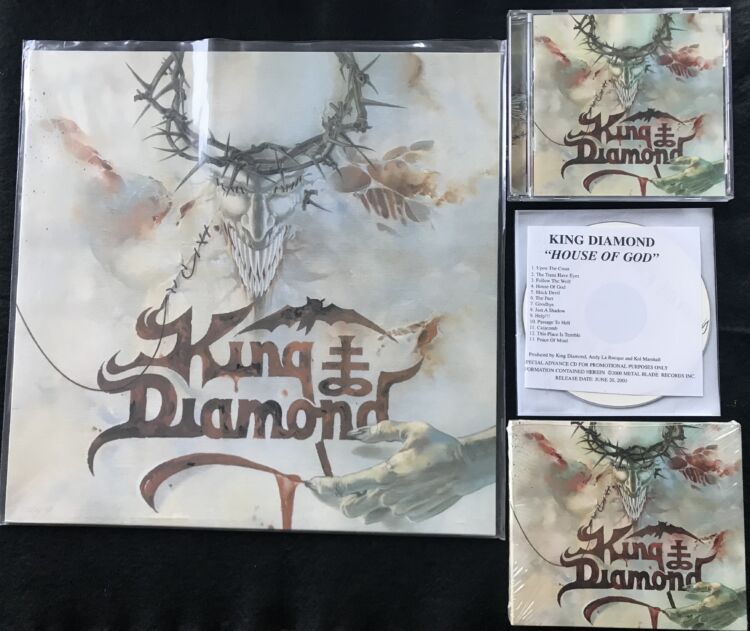 King
Diamond
King
Diamond
KING DIAMOND
"HOUSE OF GOD"
1. Upon The Cross
2. The Trees Have Eyes
3. Follow The Wolf
4. House Of God
5. Black Devil
6. The Pact
7. Goodbye
8. Just A Shadow
9. Help!!!
10. Passage To Hell
11. Catacomb
12. This Place Is Terrible
13. Peace Of Mind
Produced by King Diamond, Andy La Rocque and Kol Marshall
SPECIAL ADVANCE CD FOR PROMOTIONAL PURPOSES ONLY
FORMATION CONTAINED HEREIN ©2000 METAL BLADE RECORDS INC.
RELEASE DATE: JUNE 20, 2000
King
Diamond